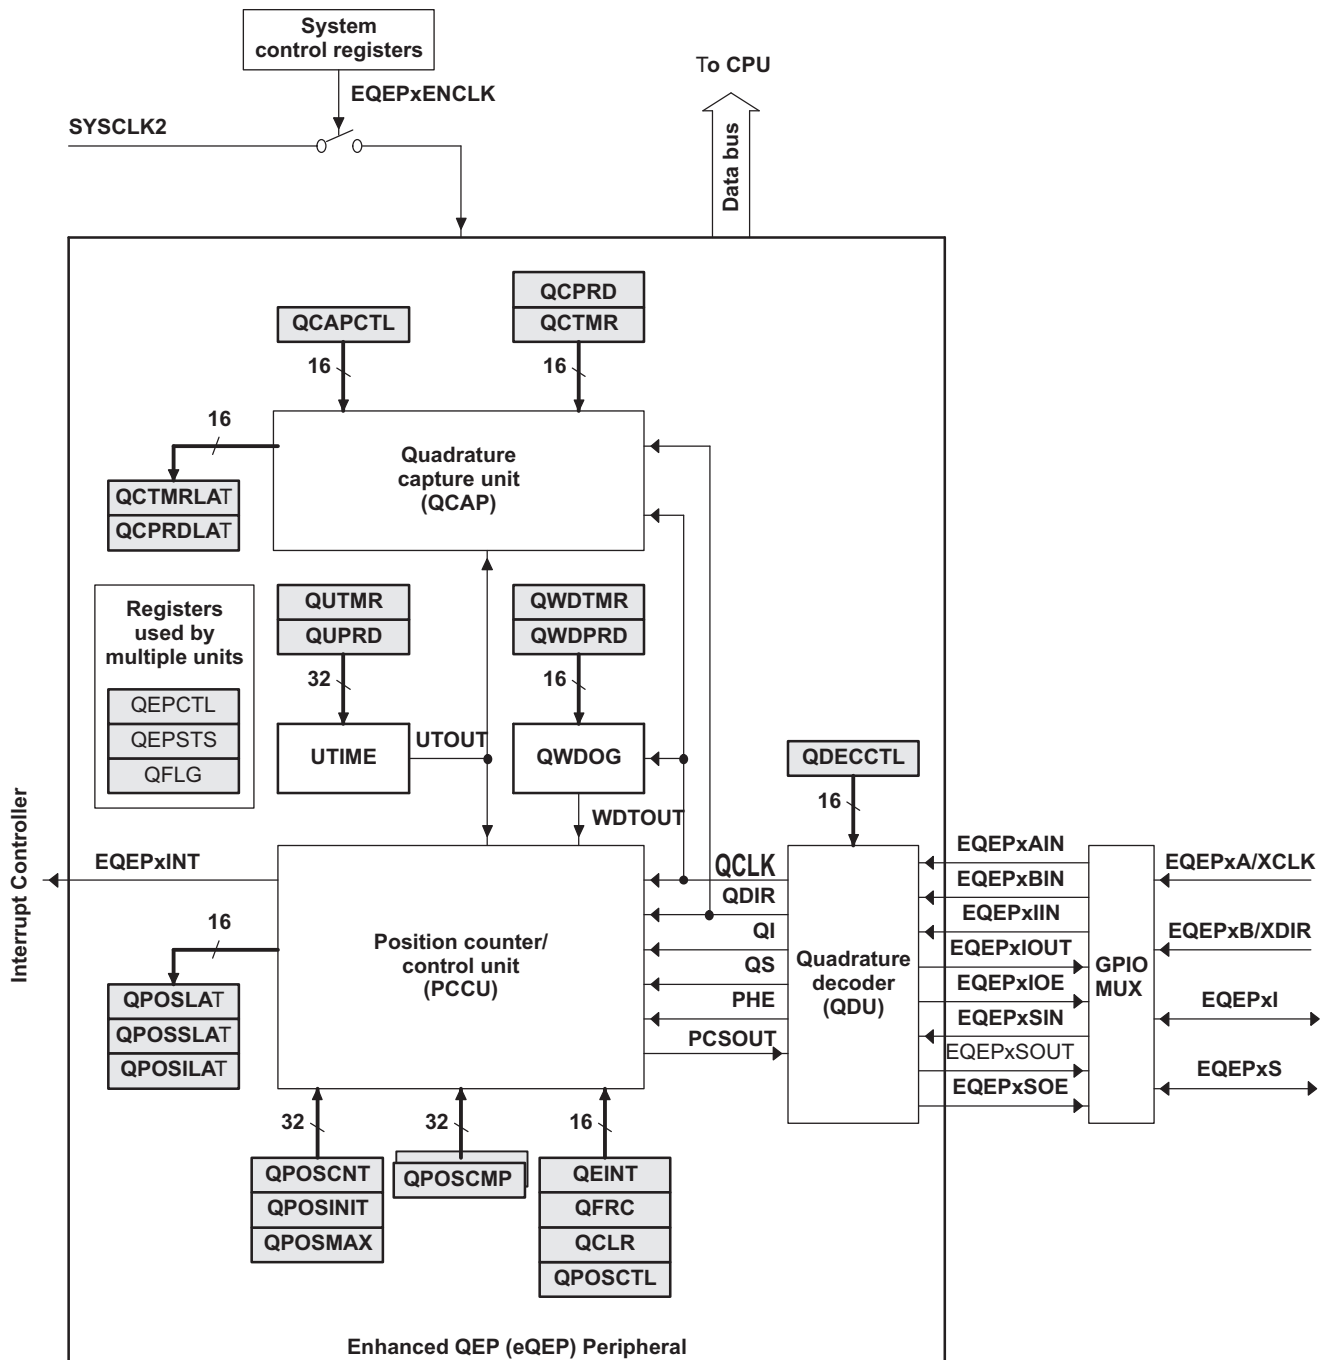 System
control registers
To CPU
EQEPxENCLK
SYSCLK2
Data bus
QCPRD
QCAPCTL
QCTMR
16
16
16
Quadrature
capture unit
(QCAP)
QCTMRLAT
QCPRDLAT
Registers
used by
multiple units
QEPCTL
QEPSTS
QFLG
QUTMR
QUPRD
32
UTIME
UTOUT
QWDTMR
QWDPRD
16
QWDOG
WDTOUT
QDECCTL
16
Interrupt Controller
EQEPxINT
16
QPOSLAT
QPOSSLAT
QPOSILAT
Position counter/
control unit
(PCCU)
QCLK
QDIR
QI
QS
PHE
PCSOUT
Quadrature
decoder
(QDU)
EQEPxAIN
EQEPxBIN
EQEPxIIN
EQEPxIOUT
EQEPxIOE
EQEPxSIN
EQEPxSOUT
EQEPxSOE
GPIO
MUX
EQEPxA/XCLK
EQEPxB/XDIR
EQEPxI
EQEPxS
32
32
16
QPOSCNT
QPOSINIT
QPOSMAX
QPOSCMP
QEINT
QFRC
QCLR
QPOSCTL
Enhanced QEP (eQEP) Peripheral